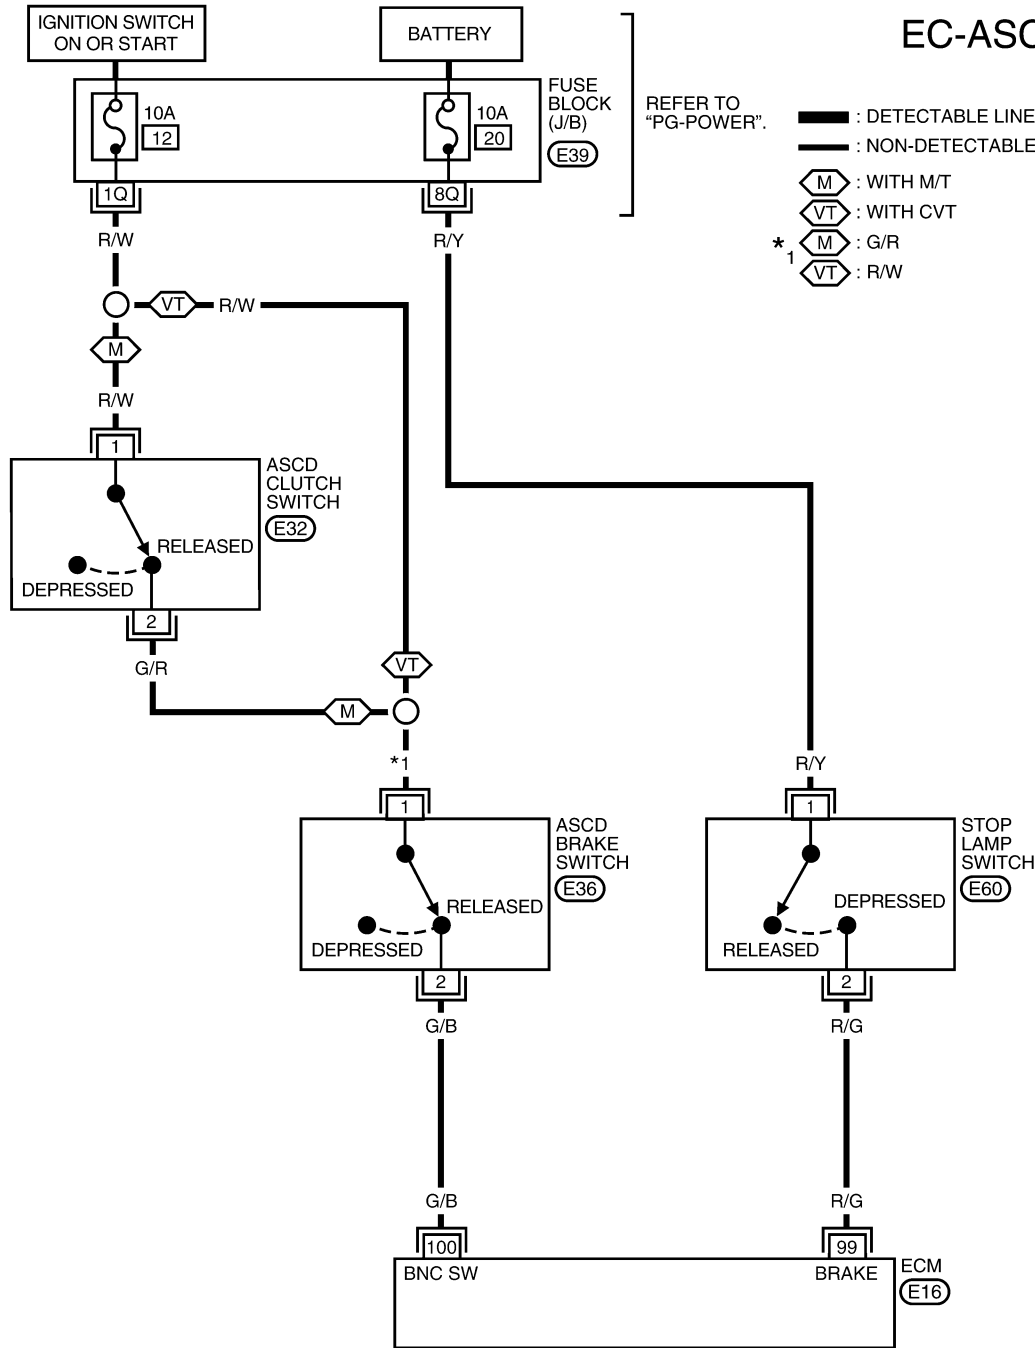 IGNITION SWITCH
ON OR START
BATTERY
EC-ASC
10A
12
10A
20
FUSE
BLOCK
(J/B)
E39
REFER TO
“PG-POWER”.
: DETECTABLE LINE
: NON-DETECTABLE
M : WITH M/T
VT : WITH CVT
*1 M : G/R
VT : R/W
1Q
8Q
R/W
R/Y
VT
R/W
M
R/W
1
ASCD
CLUTCH
SWITCH
E32
RELEASED
DEPRESSED
2
G/R
VT
M
*1
R/Y
1
1
ASCD
BRAKE
SWITCH
E36
RELEASED
DEPRESSED
STOP
LAMP
SWITCH
E60
DEPRESSED
RELEASED
2
2
G/B
R/G
G/B
R/G
100
99
BNC SW
BRAKE
ECM
E16